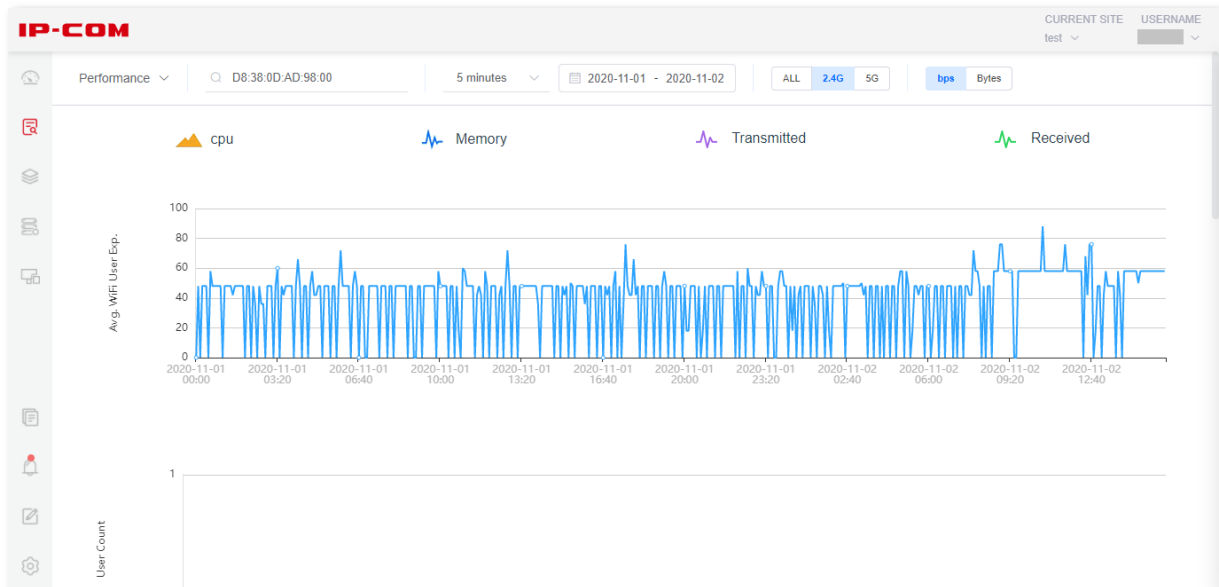 IP-COM
CURRENT SITE USERNAME
test
Performance D8:38:0D:AD:98:00 5 minutes 2020-11-01 - 2020-11-02 ALL 2.4G 5G bps Bytes
cpu Memory Transmitted Received
Avg. WiFi User Exp.
100
80
60
40
20
0
2020-11-01 2020-11-01 2020-11-01 2020-11-01 2020-11-01 2020-11-01 2020-11-01 2020-11-01 2020-11-02 2020-11-02 2020-11-02 2020-11-02
00:00 03:20 06:40 10:00 13:20 16:40 20:00 23:20 02:40 06:00 09:20 12:40
1
User Count